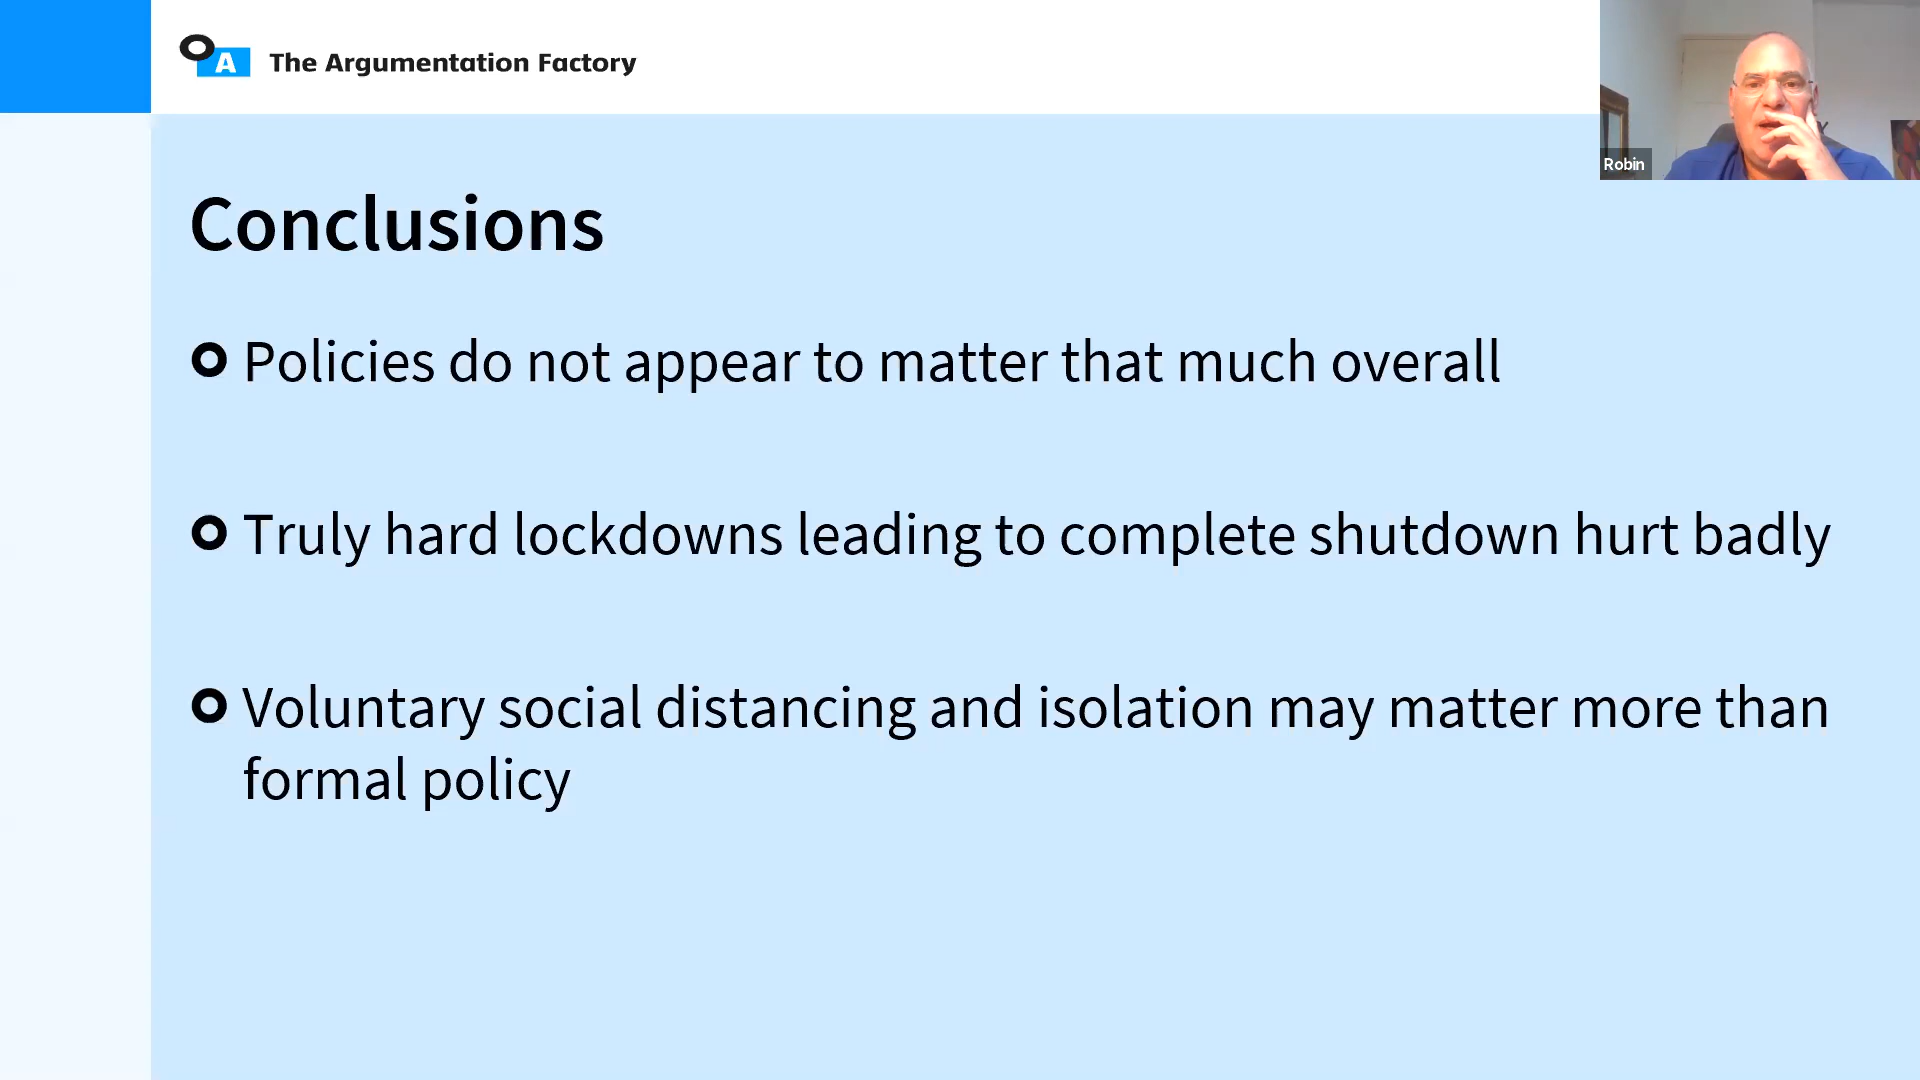 A
The Argumentation Factory
Robin
Conclusions
Policies do not appear to matter that much overall
Truly hard lockdowns leading to complete shutdown hurt badly
Voluntary social distancing and isolation may matter more than
formal policy